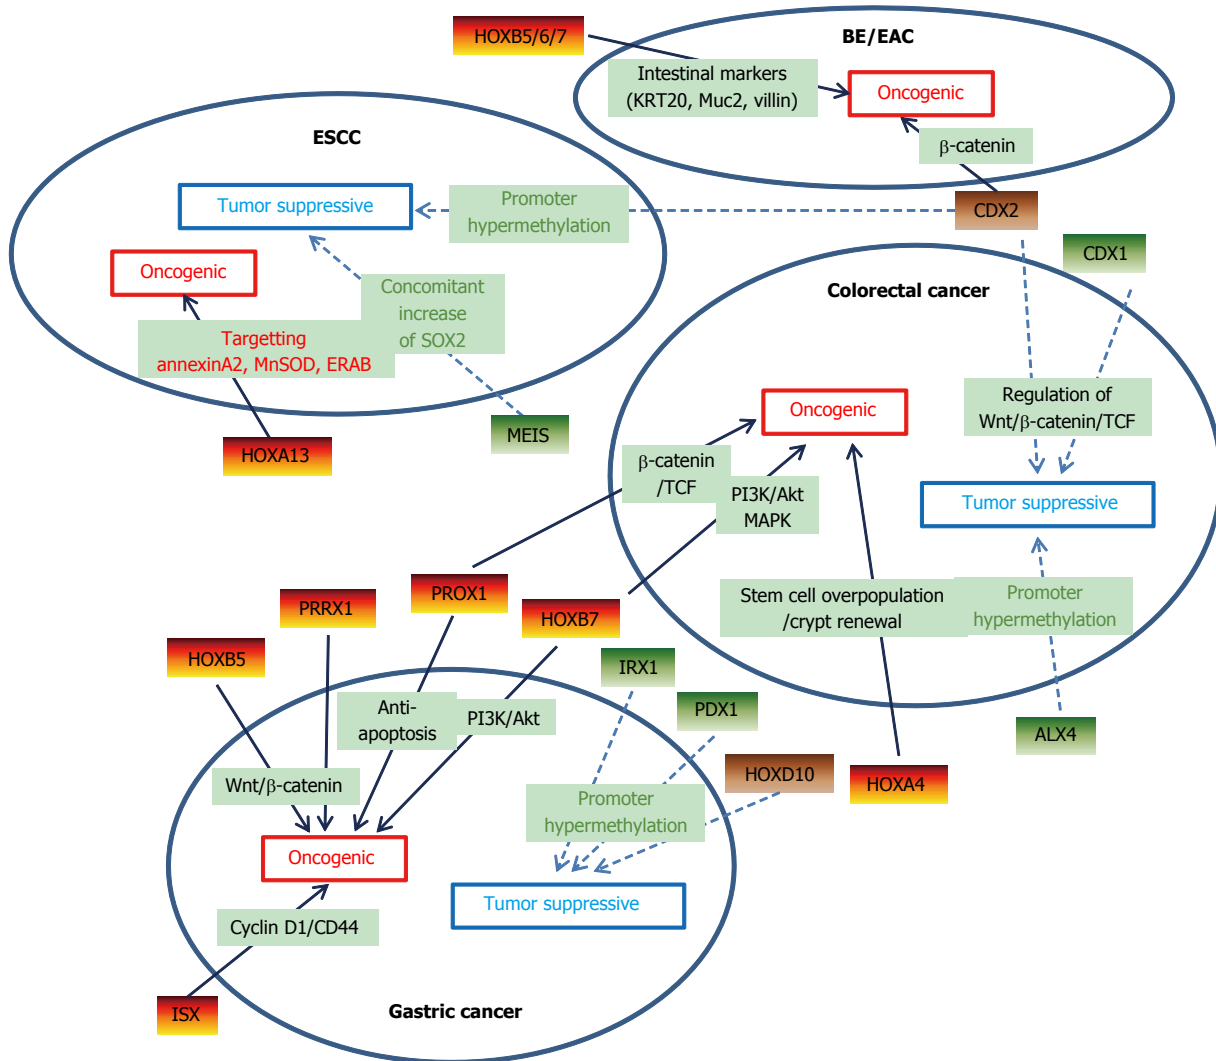 HOXB5/6/7
BE/EAC
Intestinal markers
(KRT20, Muc2, villin)
Oncogenic
β-catenin
CDX2
ESCC
Tumor suppressive
Promoter
hypermethylation
Oncogenic
Concomitant
increase
of SOX2
Targetting
annexinA2, MnSOD, ERAB
HOXA13
MEIS
CDX1
Colorectal cancer
Oncogenic
Regulation of
Wnt/β-catenin/TCF
β-catenin
/TCF
PI3K/Akt
MAPK
Tumor suppressive
Stem cell overpopulation
/crypt renewal
Promoter
hypermethylation
ALX4
HOXA4
PROX1
HOXB7
PRRX1
HOXB5
IRX1
PDX1
HOXD10
Anti-
apoptosis
PI3K/Akt
Wnt/β-catenin
Promoter
hypermethylation
Oncogenic
Tumor suppressive
Cyclin D1/CD44
ISX
Gastric cancer